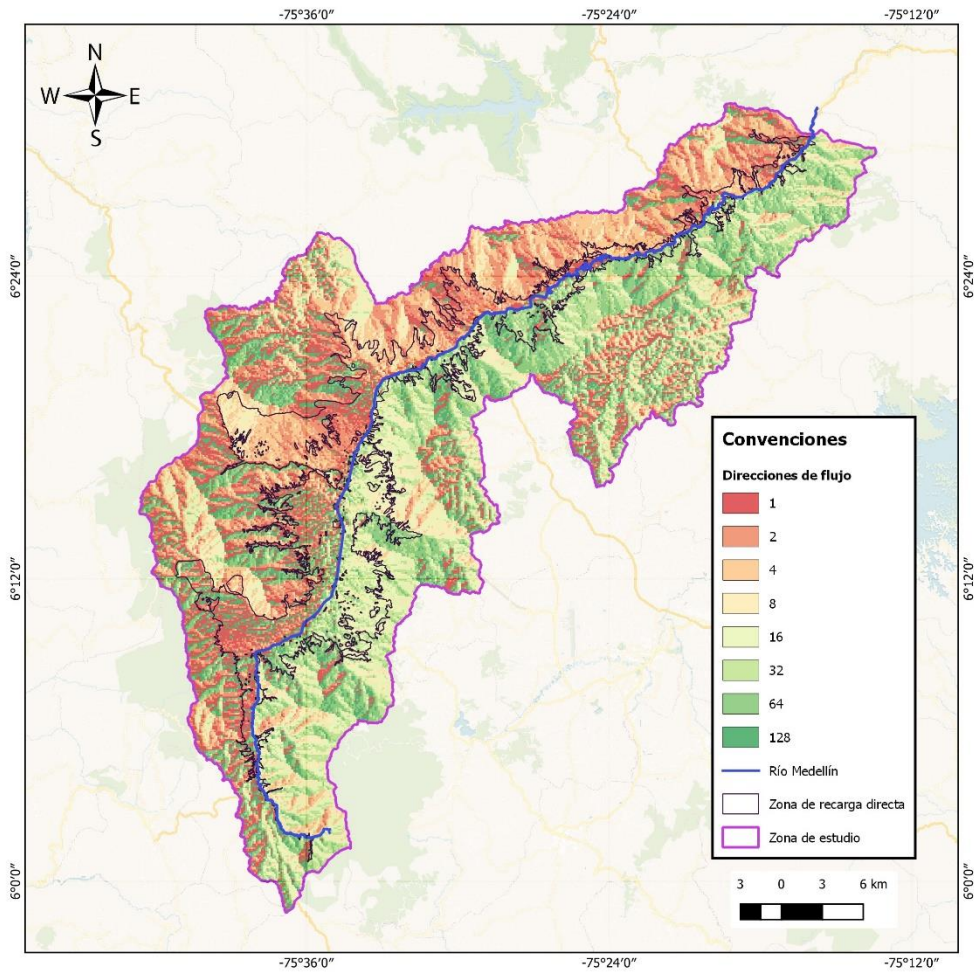 -75°36′0″ -75°24′0″ -75°12′0″
N
W E
S
6°24′0″ 6°24′0″
6°12′0″ 6°12′0″
6°0′0″ 6°0′0″
Convenciones
Direcciones de flujo
1
2
4
8
16
32
64
128
Río Medellín
Zona de recarga directa
Zona de estudio
3 0 3 6 km
-75°36′0″ -75°24′0″ -75°12′0″